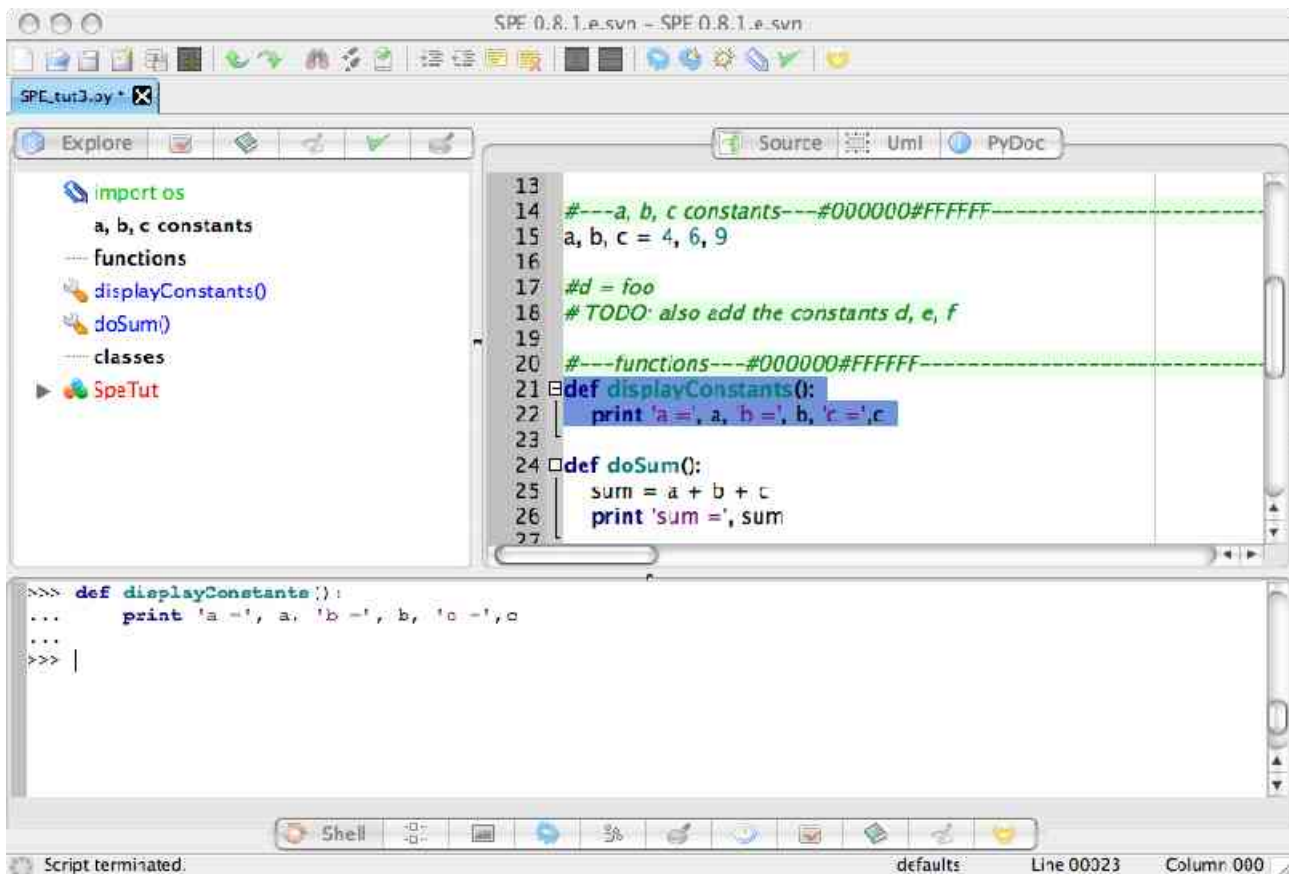 SPE 0.8.1.e.svn - SPE 0.8.1.e.svn
SPE_tut3.py *
Explore
Source Uml PyDoc
import os
a, b, c constants
functions
displayConstants()
doSum()
classes
SpeTut
13
14 #---a, b, c constants---#000000#FFFFFF-----------------------------
15 a, b, c = 4, 6, 9
16
17 #d = foo
18 # TODO: also add the constants d, e, f
19
20 #---functions---#000000#FFFFFF-----------------------------------
21 def displayConstants():
22 print 'a =', a, 'b =', b, 'c =',c
23
24 def doSum():
25 sum = a + b + c
26 print 'sum =', sum
27
>>> def displayConstants():
... print 'a =', a, 'b =', b, 'c =',c
...
>>>
Shell
Script terminated.
defaults Line 00023 Column 000